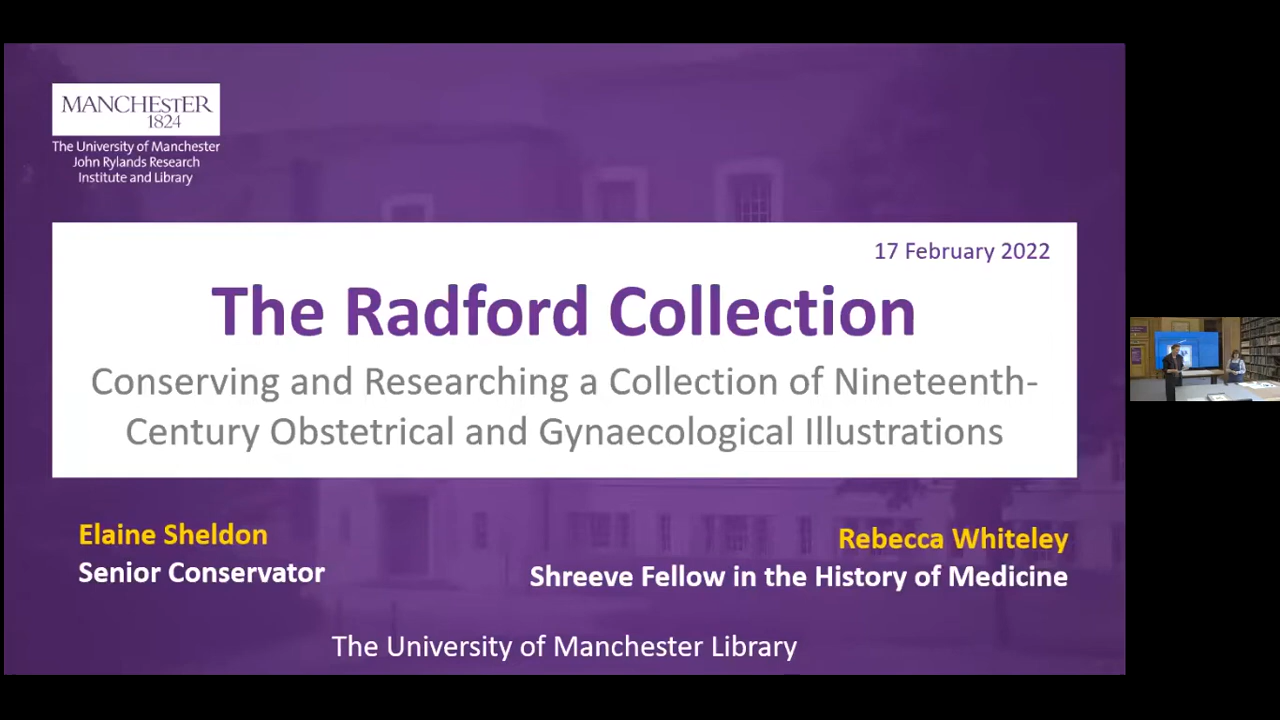 MANCHESTER
1824
The University of Manchester
John Rylands Research
Institute and Library
17 February 2022
The Radford Collection
Conserving and Researching a Collection of Nineteenth-
Century Obstetrical and Gynaecological Illustrations
Elaine Sheldon
Senior Conservator
Rebecca Whiteley
Shreeve Fellow in the History of Medicine
The University of Manchester Library